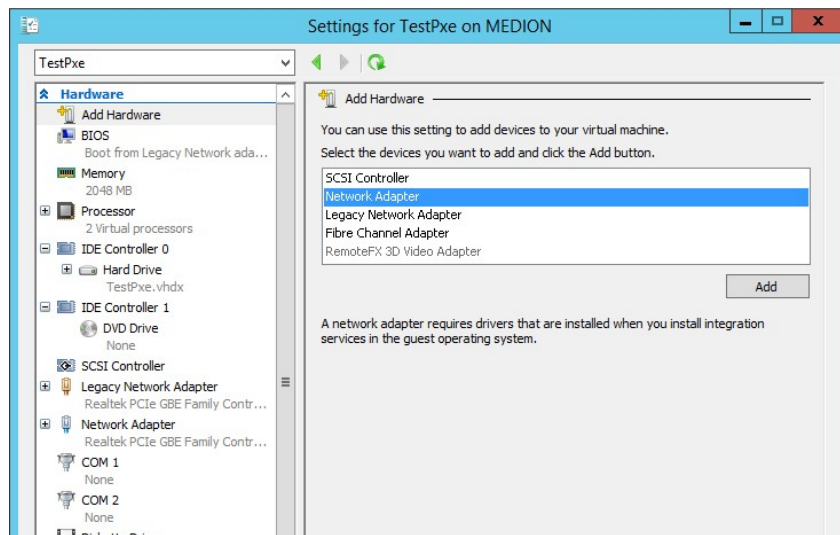 Settings for TestPxe on MEDION
TestPxe
Hardware
Add Hardware
BIOS
Boot from Legacy Network ada...
Memory
2048 MB
Processor
2 Virtual processors
IDE Controller 0
Hard Drive
TestPxe.vhdx
IDE Controller 1
DVD Drive
None
SCSI Controller
Legacy Network Adapter
Realtek PCIe GBE Family Contr...
Network Adapter
Realtek PCIe GBE Family Contr...
COM 1
None
COM 2
None
Add Hardware
You can use this setting to add devices to your virtual machine.
Select the devices you want to add and click the Add button.
SCSI Controller
Network Adapter
Legacy Network Adapter
Fibre Channel Adapter
RemoteFX 3D Video Adapter
Add
A network adapter requires drivers that are installed when you install integration
services in the guest operating system.